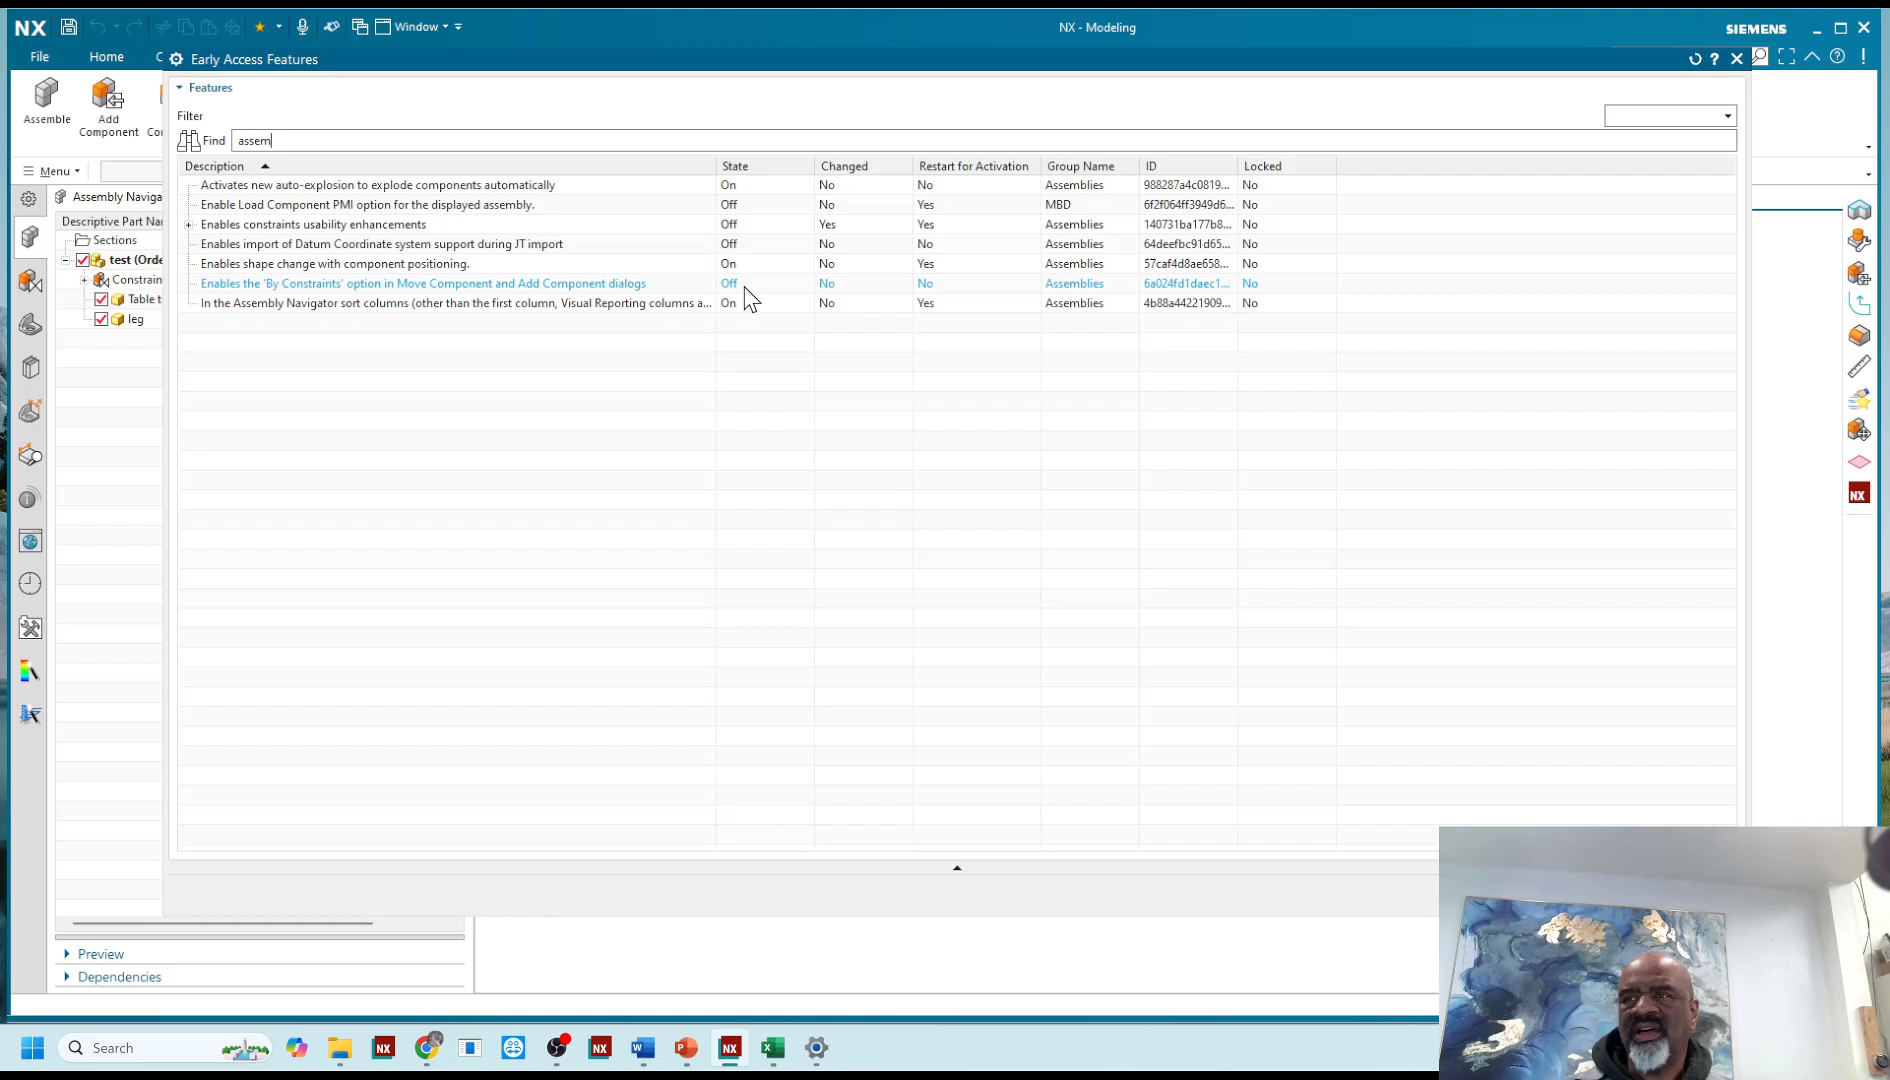 NX
Window
NX - Modeling
SIEMENS
File
Home
C
Early Access Features
Features
Filter
Assemble
Add
Component
Co
Find
assem
Menu
Description
State
Changed
Restart for Activation
Group Name
ID
Locked
Activates new auto-explosion to explode components automatically On No No Assemblies 988287a4c0819... No
Enable Load Component PMI option for the displayed assembly. Off No Yes MBD 6f2f064ff3949d6... No
Enables constraints usability enhancements Off Yes Yes Assemblies 140731ba177b8... No
Enables import of Datum Coordinate system support during JT import Off No No Assemblies 64deefbc91d65... No
Enables shape change with component positioning. On No Yes Assemblies 57caf4d8ae658... No
Enables the 'By Constraints' option in Move Component and Add Component dialogs Off No No Assemblies 6a024fd1daec1... No
In the Assembly Navigator sort columns (other than the first column, Visual Reporting columns a... On No Yes Assemblies 4b88a44221909... No
Assembly Naviga
Descriptive Part Nar
Sections
test (Orde
Constrain
Table t
leg
NX
Preview
Dependencies
Search
NX
NX
NX